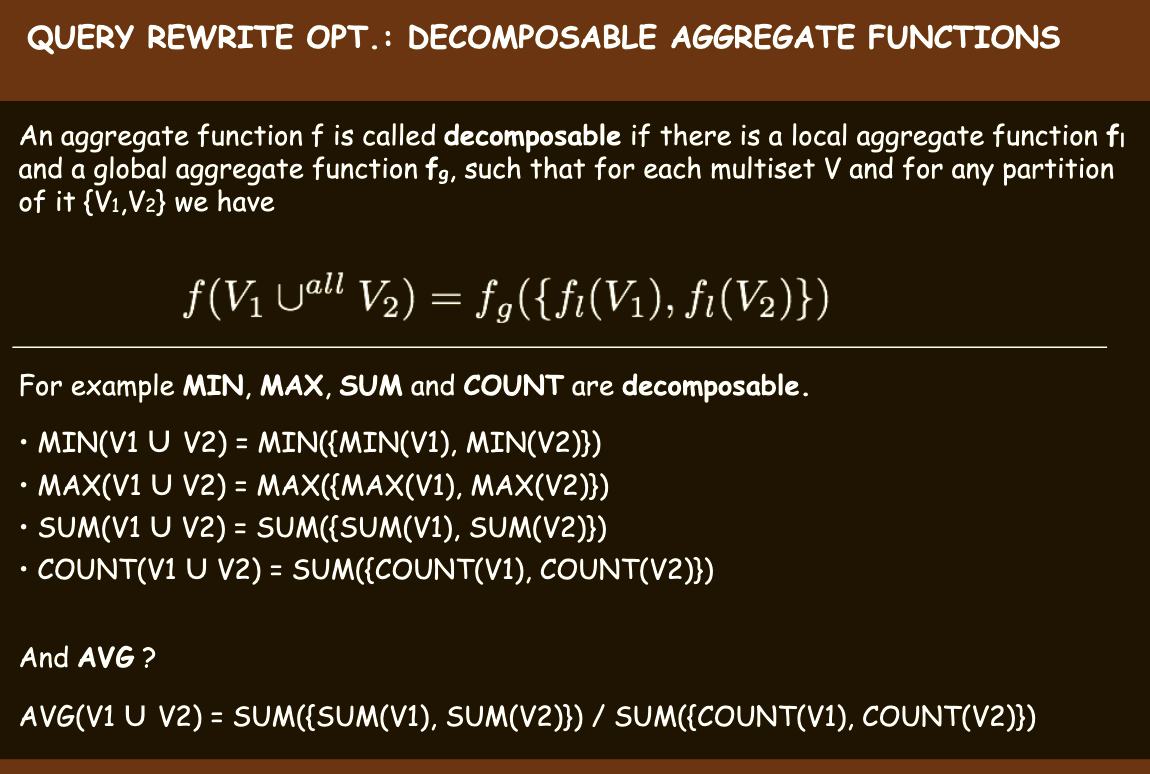 QUERY REWRITE OPT.: DECOMPOSABLE AGGREGATE FUNCTIONS
An aggregate function f is called decomposable if there is a local aggregate function fₗ
and a global aggregate function f₉, such that for each multiset V and for any partition
of it {V₁,V₂} we have
f(V₁ ∪ᵃˡˡ V₂) = f_g({f_l(V₁), f_l(V₂)})
For example MIN, MAX, SUM and COUNT are decomposable.
• MIN(V1 U V2) = MIN({MIN(V1), MIN(V2)})
• MAX(V1 U V2) = MAX({MAX(V1), MAX(V2)})
• SUM(V1 U V2) = SUM({SUM(V1), SUM(V2)})
• COUNT(V1 U V2) = SUM({COUNT(V1), COUNT(V2)})
And AVG ?
AVG(V1 U V2) = SUM({SUM(V1), SUM(V2)}) / SUM({COUNT(V1), COUNT(V2)})